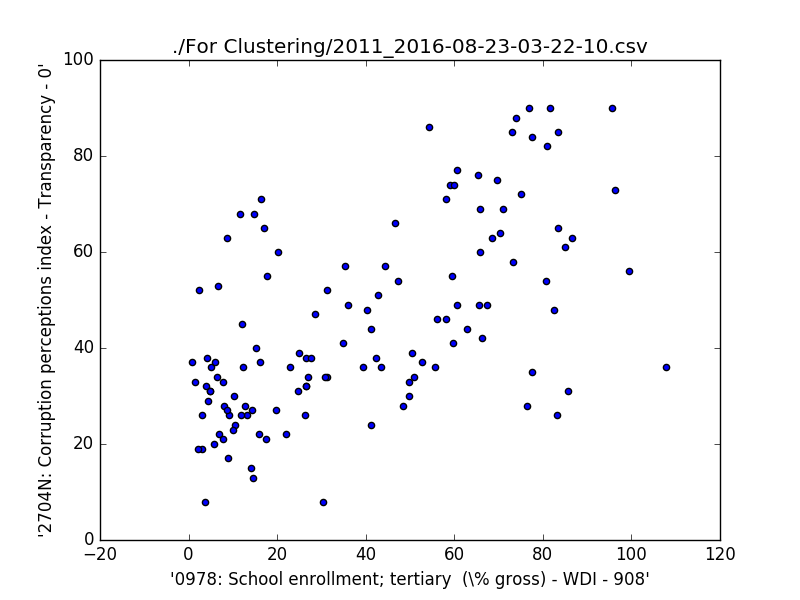 ./For Clustering/2011_2016-08-23-03-22-10.csv
100
80
60
40
20
0
'2704N: Corruption perceptions index - Transparency - 0'
−20 0 20 40 60 80 100 120
'0978: School enrollment; tertiary  (\% gross) - WDI - 908'